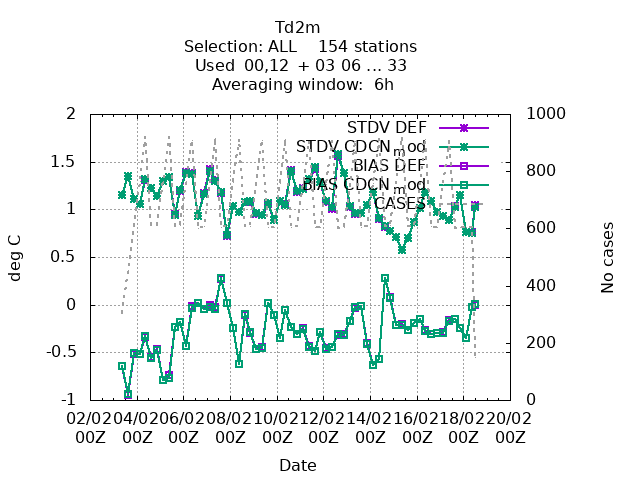 Td2m
Selection: ALL    154 stations
Used  00,12  + 03 06 ... 33
Averaging window:  6h
2
1.5
1
0.5
0
-0.5
-1
1000
800
600
400
200
0
STDV DEF
STDV CDCN_mod
BIAS DEF
BIAS CDCN_mod
CASES
deg C
No cases
02/02 04/02 06/02 08/02 10/02 12/02 14/02 16/02 18/02 20/02
00Z 00Z 00Z 00Z 00Z 00Z 00Z 00Z 00Z 00Z
Date